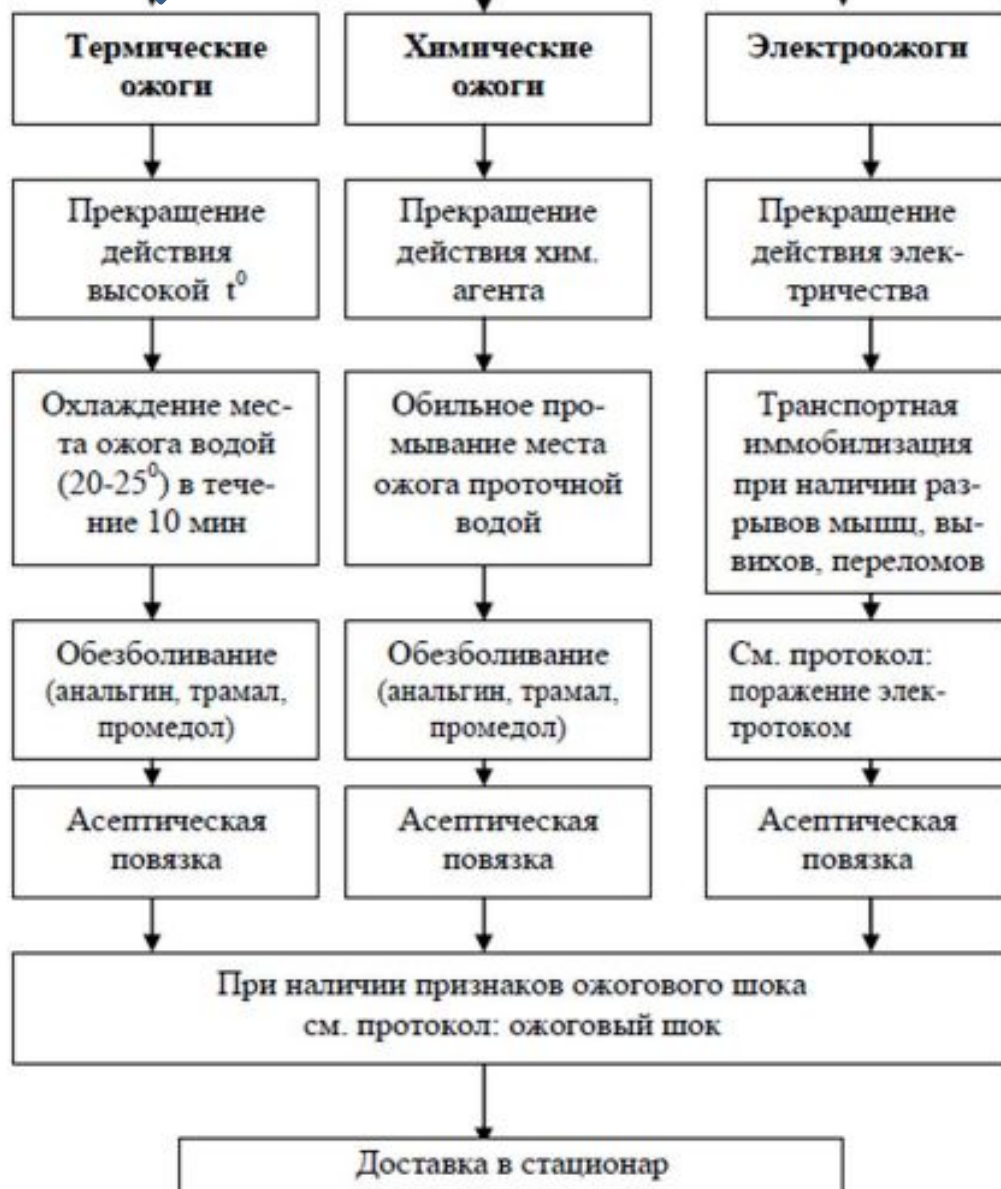 Термические
ожоги
Химические
ожоги
Электроожоги
Прекращение
действия
высокой t⁰
Прекращение
действия хим.
агента
Прекращение
действия элек-
тричества
Охлаждение мес-
та ожога водой
(20-25⁰) в тече-
ние 10 мин
Обильное про-
мывание места
ожога проточной
водой
Транспортная
иммобилизация
при наличии раз-
рывов мышц, вы-
вихов, переломов
Обезболивание
(анальгин, трамал,
промедол)
Обезболивание
(анальгин, трамал,
промедол)
См. протокол:
поражение элек-
тротоком
Асептическая
повязка
Асептическая
повязка
Асептическая
повязка
При наличии признаков ожогового шока
см. протокол: ожоговый шок
Доставка в стационар